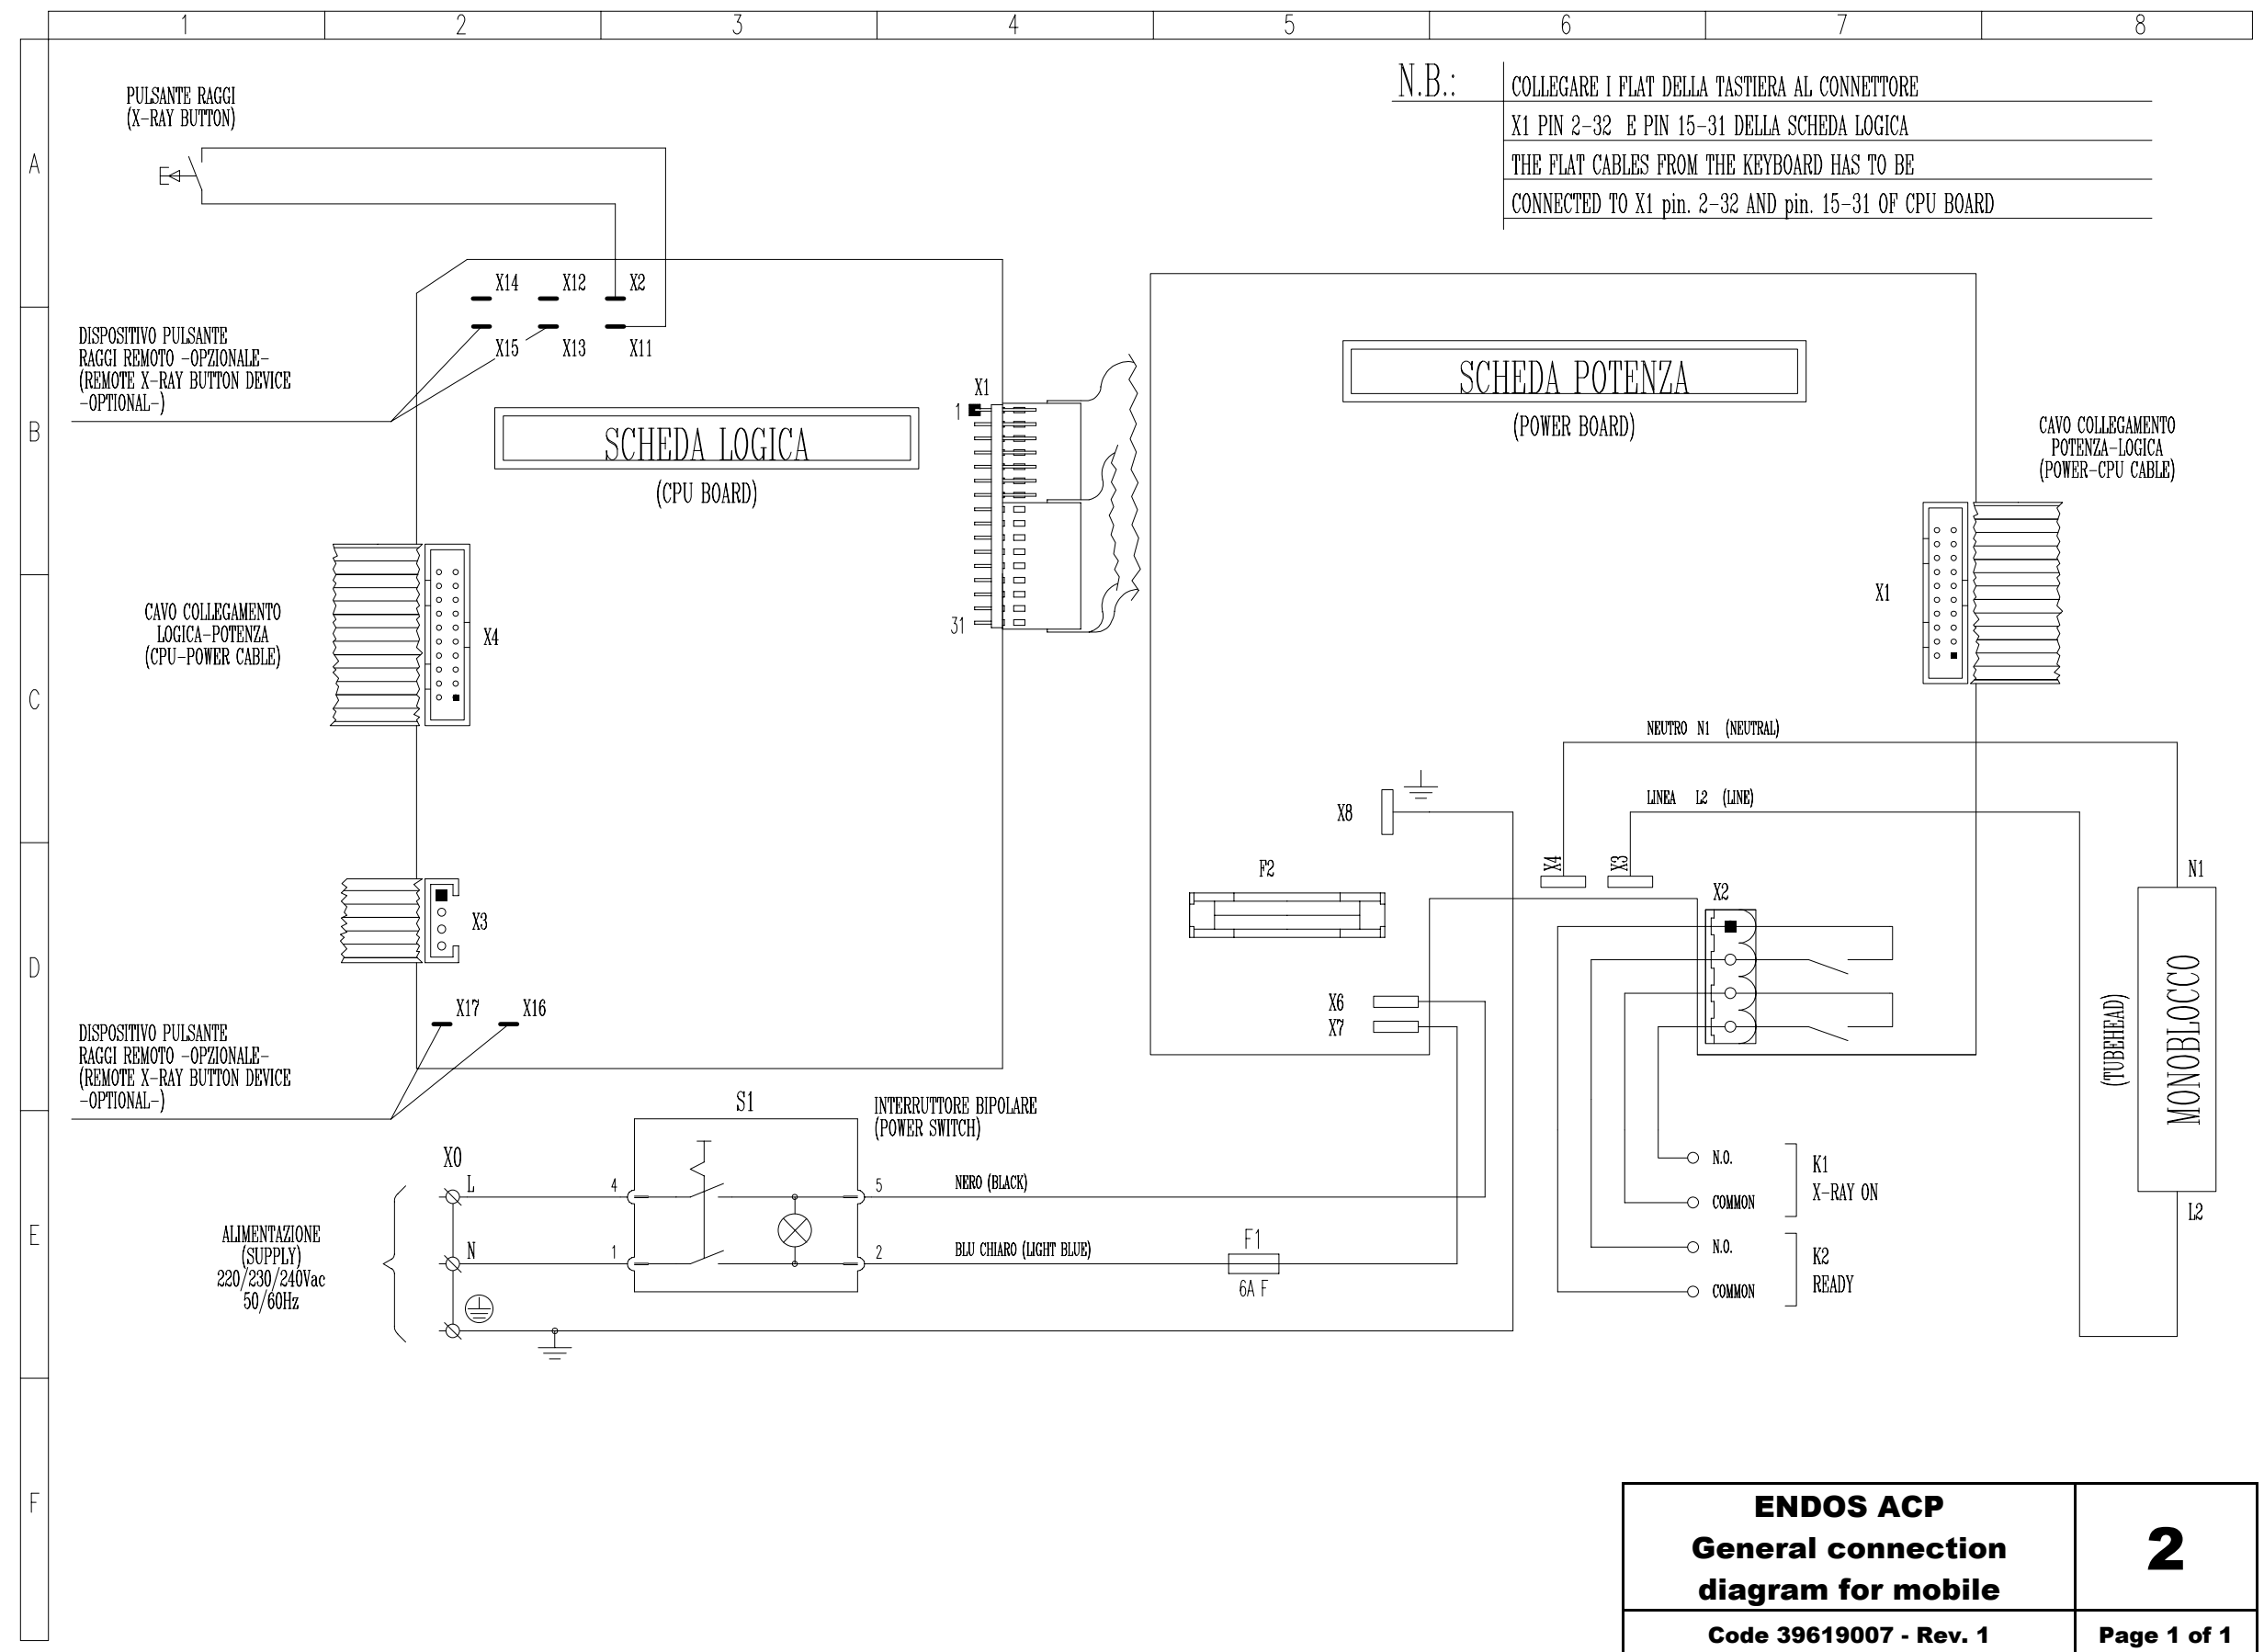 1 2 3 4 5 6 7 8
A
B
C
D
E
F
PULSANTE RAGGI
(X-RAY BUTTON)
N.B.:
COLLEGARE I FLAT DELLA TASTIERA AL CONNETTORE
X1 PIN 2-32 E PIN 15-31 DELLA SCHEDA LOGICA
THE FLAT CABLES FROM THE KEYBOARD HAS TO BE
CONNECTED TO X1 pin. 2-32 AND pin. 15-31 OF CPU BOARD
X14 X12 X2
X15 X13 X11
DISPOSITIVO PULSANTE
RAGGI REMOTO -OPZIONALE-
(REMOTE X-RAY BUTTON DEVICE
-OPTIONAL-)
SCHEDA LOGICA
(CPU BOARD)
X1
1
31
SCHEDA POTENZA
(POWER BOARD)
CAVO COLLEGAMENTO
POTENZA-LOGICA
(POWER-CPU CABLE)
X1
CAVO COLLEGAMENTO
LOGICA-POTENZA
(CPU-POWER CABLE)
X4
NEUTRO N1 (NEUTRAL)
LINEA L2 (LINE)
X8
X4
X3
F2
X2
N1
X3
X6
X7
X17 X16
DISPOSITIVO PULSANTE
RAGGI REMOTO -OPZIONALE-
(REMOTE X-RAY BUTTON DEVICE
-OPTIONAL-)
(TUBEHEAD)
MONOBLOCCO
L2
S1
INTERRUTTORE BIPOLARE
(POWER SWITCH)
X0
L
4
5
NERO (BLACK)
N
1
2
BLU CHIARO (LIGHT BLUE)
F1
6A F
ALIMENTAZIONE
(SUPPLY)
220/230/240Vac
50/60Hz
N.O.
COMMON
K1
X-RAY ON
N.O.
COMMON
K2
READY
ENDOS ACP
General connection
diagram for mobile
2
Code 39619007 - Rev. 1
Page 1 of 1